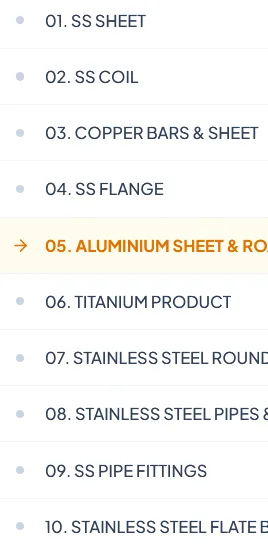 01. SS SHEET
02. SS COIL
03. COPPER BARS & SHEET
04. SS FLANGE
05. ALUMINIUM SHEET &
06. TITANIUM PRODUCT
07. STAINLESS STEEL ROUND
08. STAINLESS STEEL PIPES &
09. SS PIPE FITTINGS
10. STAINLESS STEEL FLATE